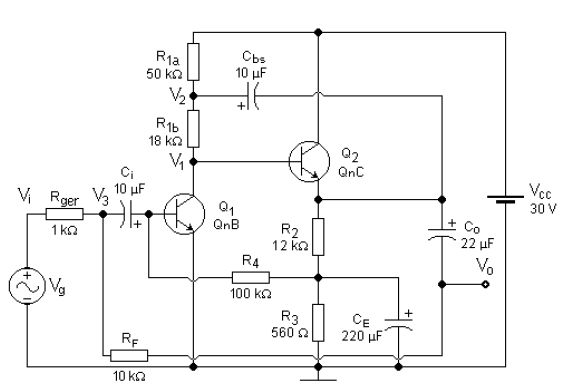 R1a
50 kΩ
Cbs
10 µF
+
V2
R1b
18 kΩ
V1
Q2
QnC
Ci
10 µF
+
Vi
Rger
1 kΩ
V3
Q1
QnB
VCC
30 V
R2
12 kΩ
+
Co
22 µF
Vo
R4
100 kΩ
Vg
R3
560 Ω
CE
220 µF
+
RF
10 kΩ